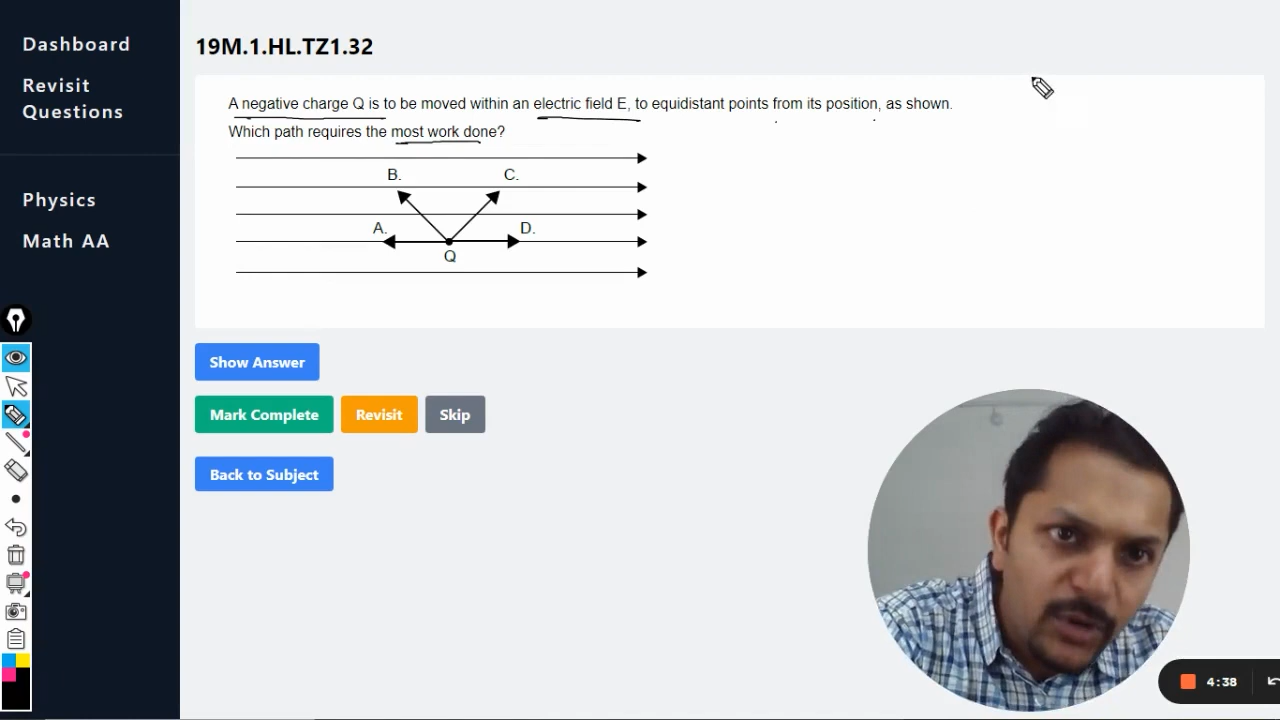 Dashboard
Revisit
Questions
Physics
Math AA
19M.1.HL.TZ1.32
A negative charge Q is to be moved within an electric field E, to equidistant points from its position, as shown.
Which path requires the most work done?
B.
C.
A.
D.
Q
Show Answer
Mark Complete
Revisit
Skip
Back to Subject
4:38